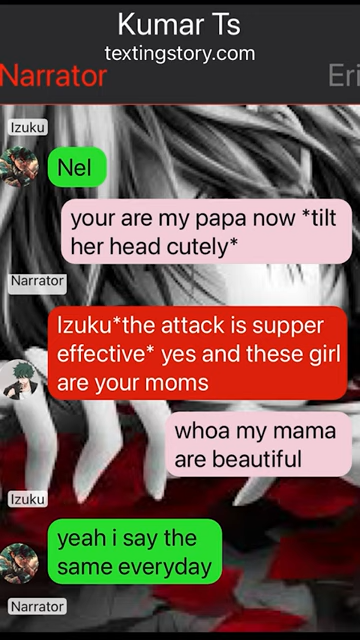 Kumar Ts
textingstory.com
Narrator
Eri
Izuku
Nel
your are my papa now *tilt
her head cutely*
Narrator
Izuku*the attack is supper
effective* yes and these girl
are your moms
whoa my mama
are beautiful
Izuku
yeah i say the
same everyday
Narrator